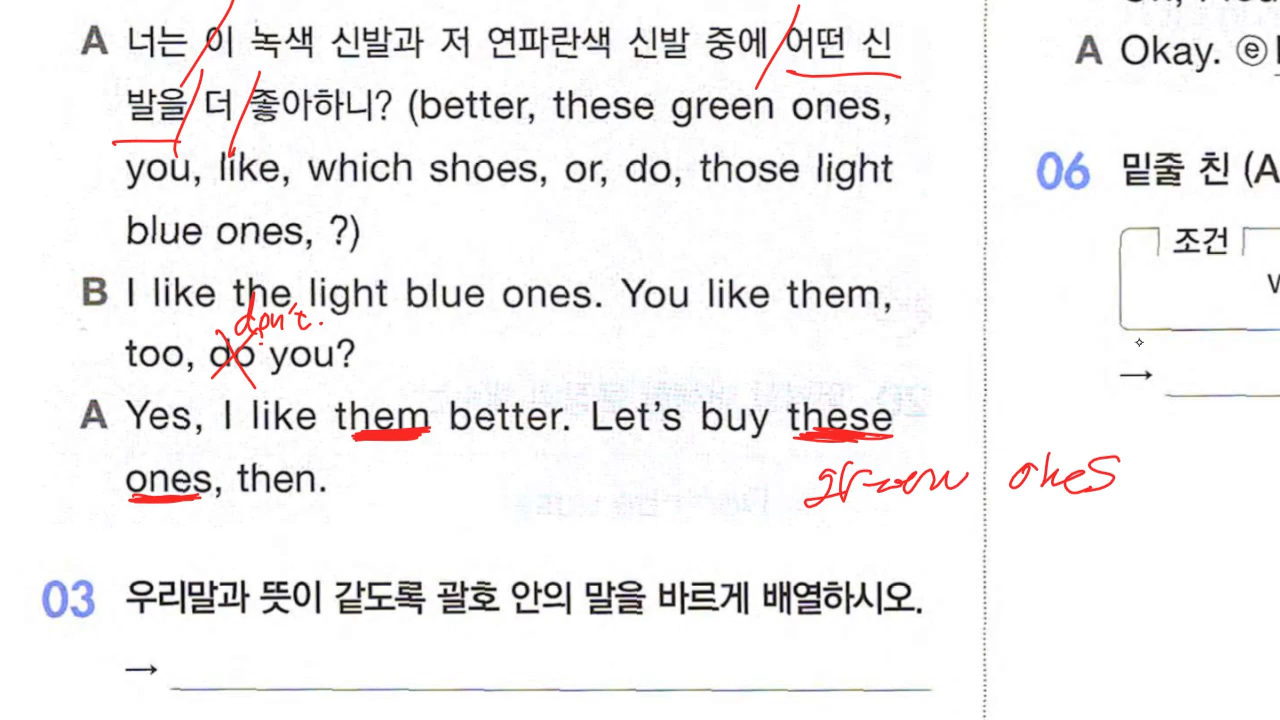 A 너는 이 녹색 신발과 저 연파란색 신발 중에 어떤 신
발을 더 좋아하니? (better, these green ones,
you, like, which shoes, or, do, those light
blue ones, ?)
B I like the light blue ones. You like them,
don't.
too, do you?
A Yes, I like them better. Let's buy these
ones, then.
green ones
03 우리말과 뜻이 같도록 괄호 안의 말을 바르게 배열하시오.
→
A Okay. ⓔ
06 밑줄 친 (A
조건
→